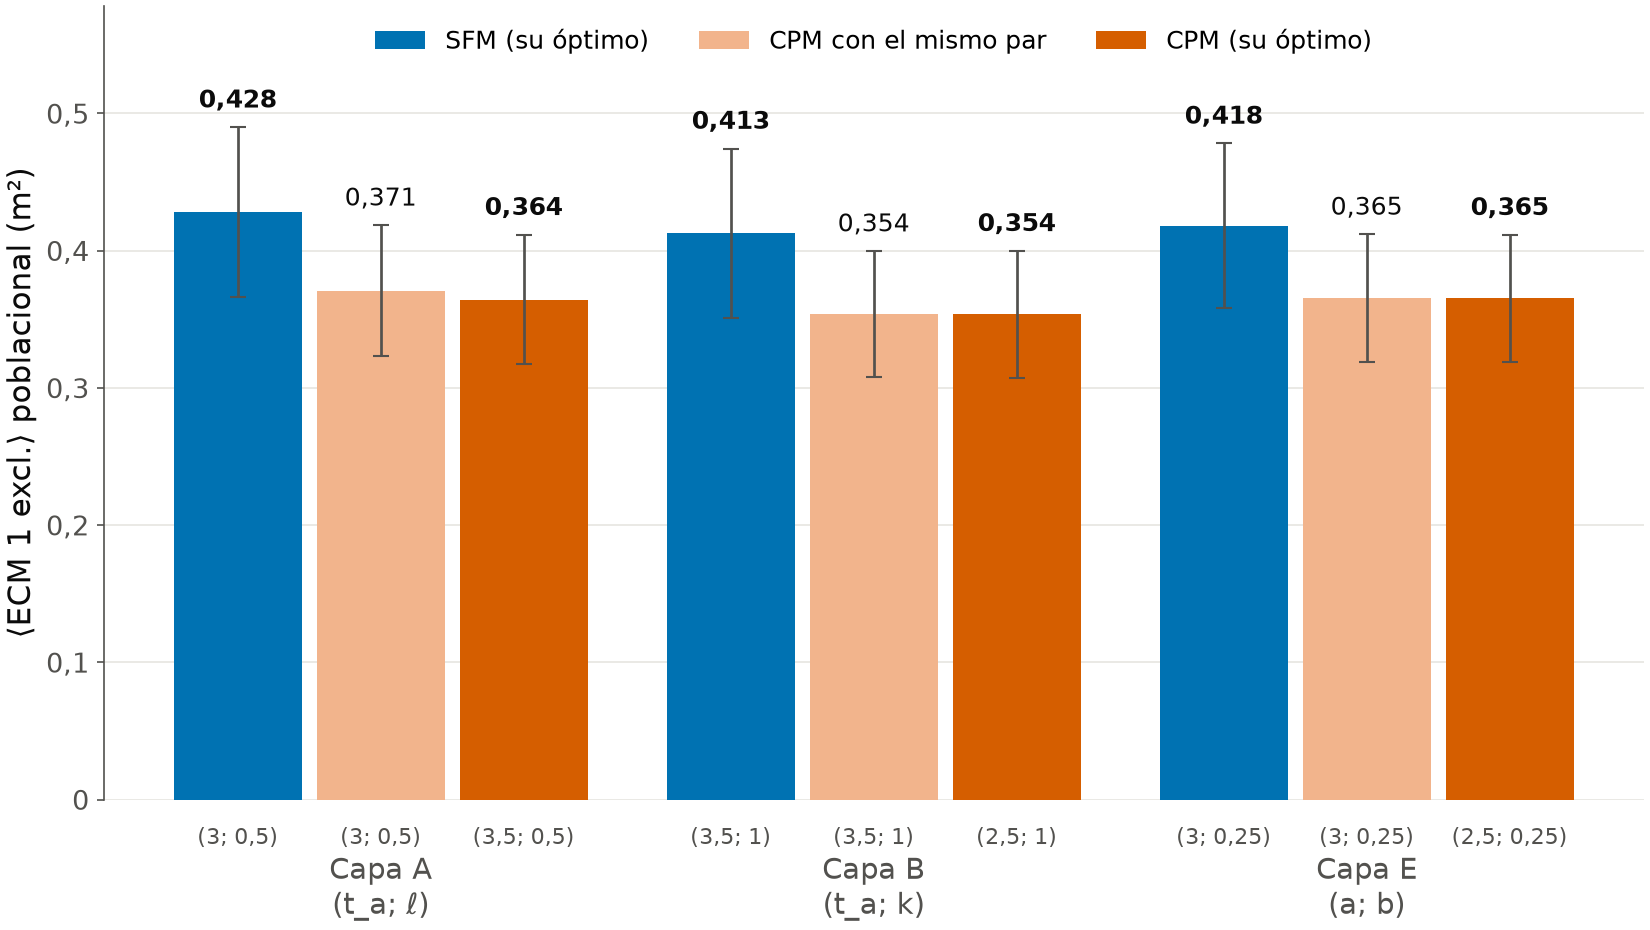 SFM (su óptimo) CPM con el mismo par CPM (su óptimo)
⟨ECM 1 excl.⟩ poblacional (m²)
0,5
0,4
0,3
0,2
0,1
0
0,428 0,371 0,364 0,413 0,354 0,354 0,418 0,365 0,365
(3; 0,5) (3; 0,5) (3,5; 0,5) (3,5; 1) (3,5; 1) (2,5; 1) (3; 0,25) (3; 0,25) (2,5; 0,25)
Capa A Capa B Capa E
(t_a; ℓ) (t_a; k) (a; b)